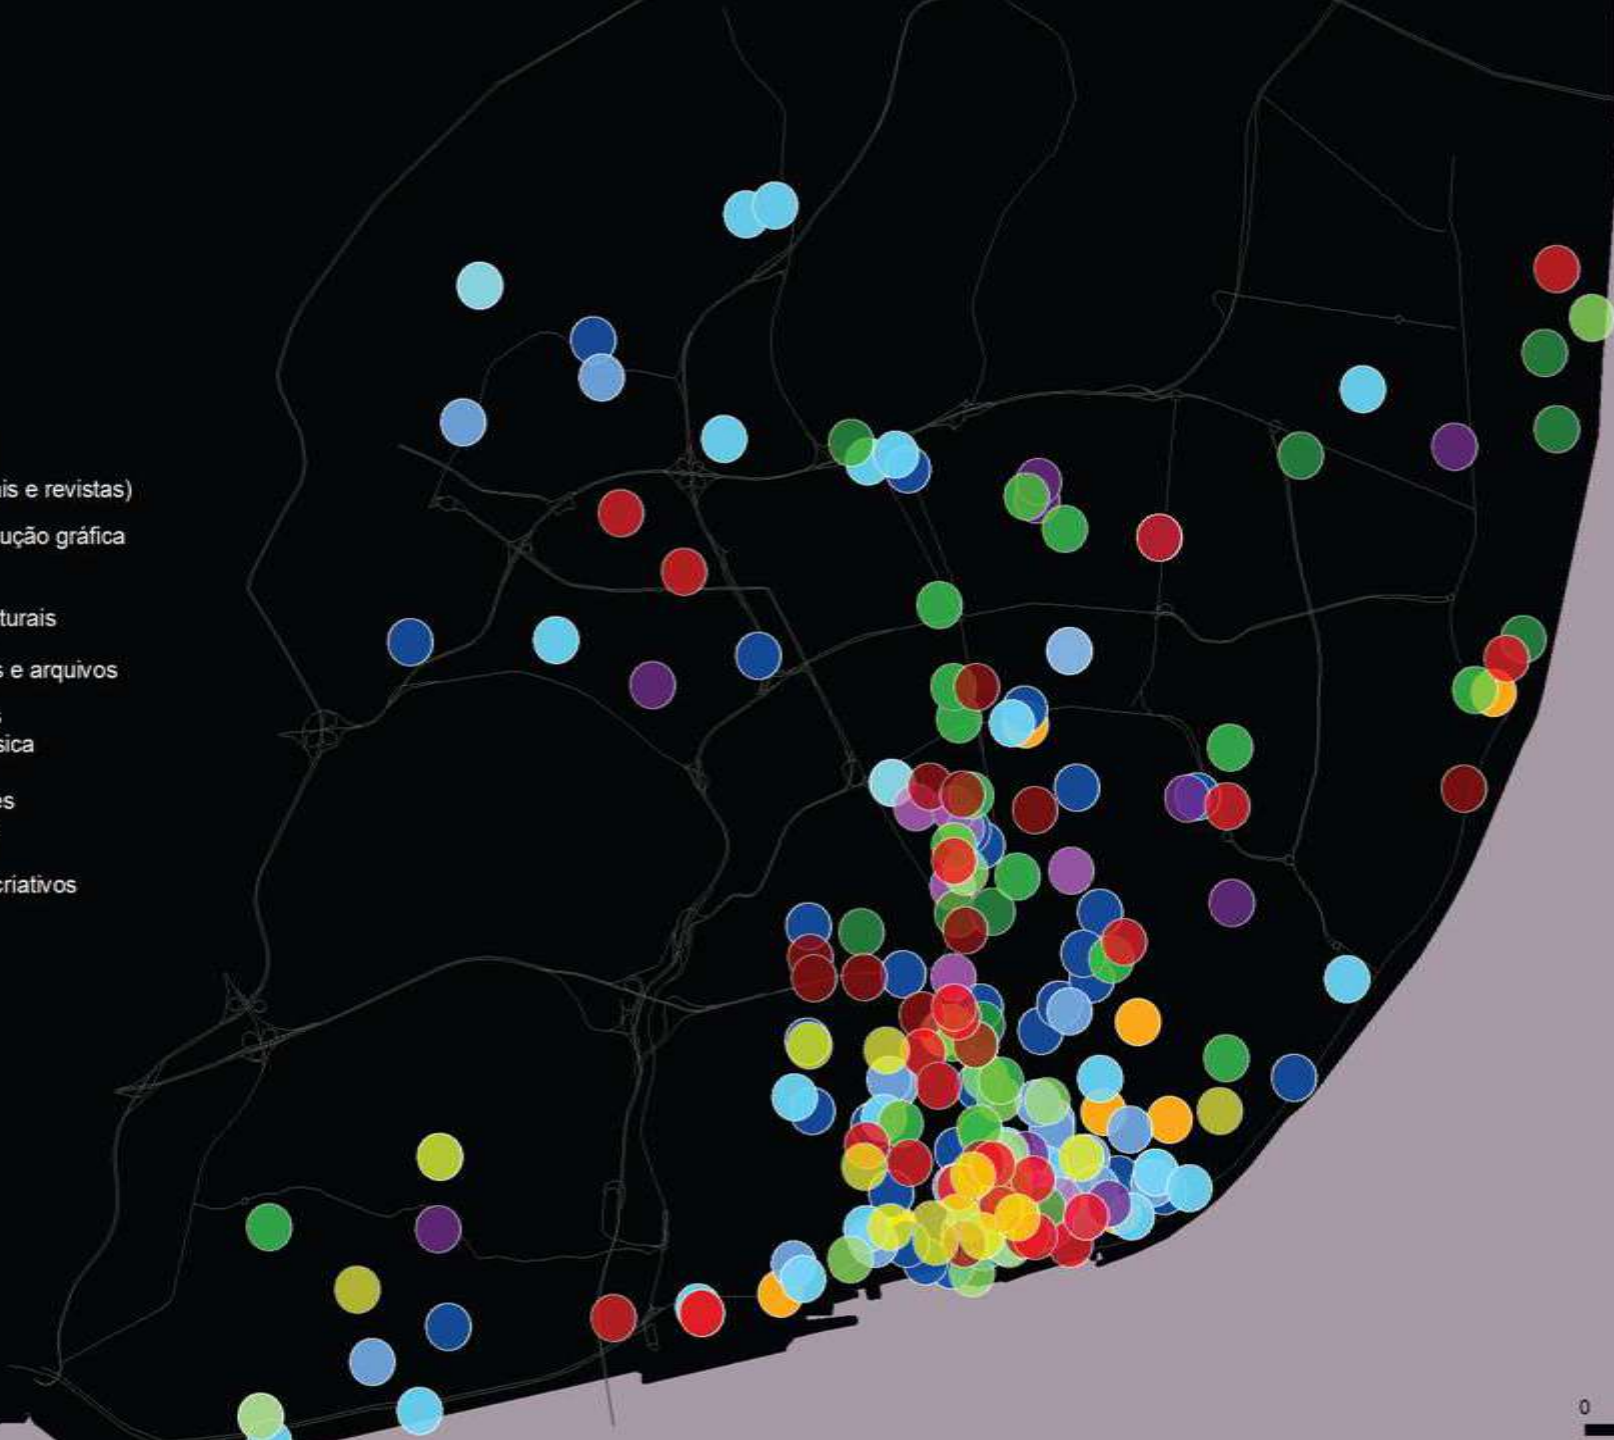 is e revistas)
ução gráfica
turais
s e arquivos
s
sica
es
criativos
0